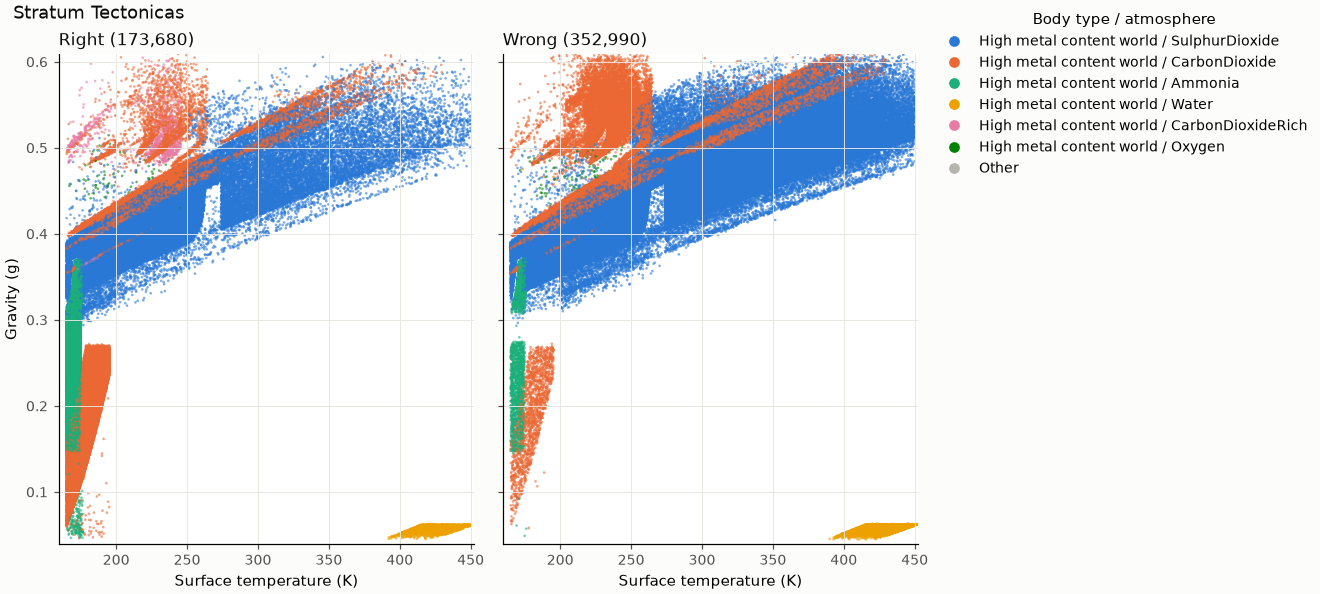 Stratum Tectonicas
Right (173,680)
Wrong (352,990)
Body type / atmosphere
High metal content world / SulphurDioxide
High metal content world / CarbonDioxide
High metal content world / Ammonia
High metal content world / Water
High metal content world / CarbonDioxideRich
High metal content world / Oxygen
Other
Gravity (g)
0.6
0.5
0.4
0.3
0.2
0.1
200 250 300 350 400 450
200 250 300 350 400 450
Surface temperature (K)
Surface temperature (K)